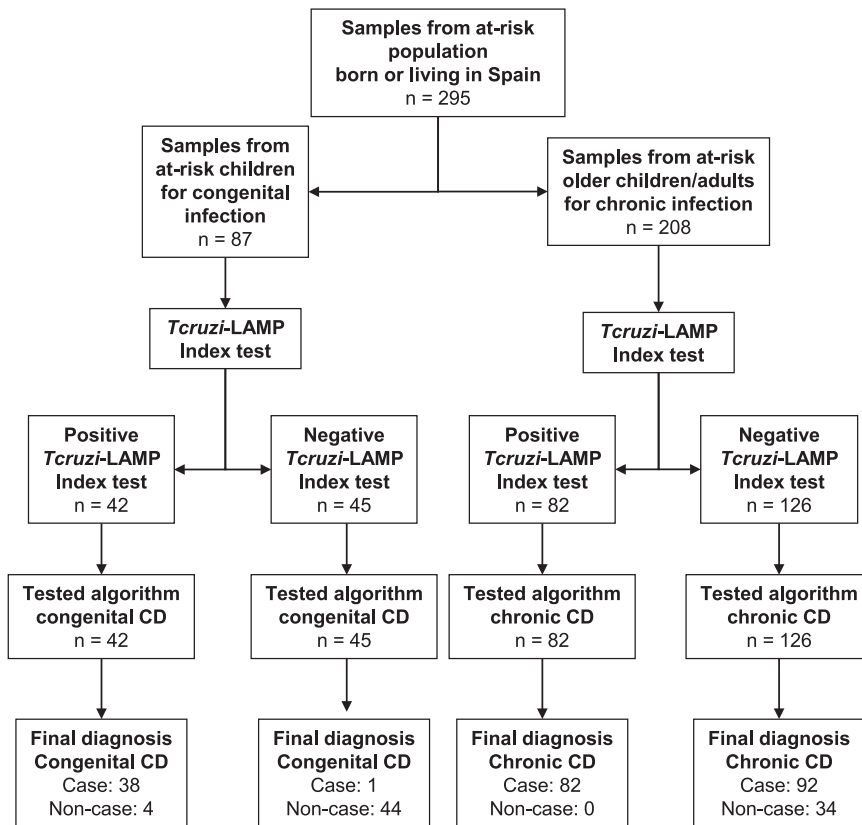 Samples from at-risk
population
born or living in Spain
n = 295
Samples from
at-risk children
for congenital
infection
n = 87
Samples from at-risk
older children/adults
for chronic infection
n = 208
Tcruzi-LAMP
Index test
Tcruzi-LAMP
Index test
Positive
Tcruzi-LAMP
Index test
n = 42
Negative
Tcruzi-LAMP
Index test
n = 45
Positive
Tcruzi-LAMP
Index test
n = 82
Negative
Tcruzi-LAMP
Index test
n = 126
Tested algorithm
congenital CD
n = 42
Tested algorithm
congenital CD
n = 45
Tested algorithm
chronic CD
n = 82
Tested algorithm
chronic CD
n = 126
Final diagnosis
Congenital CD
Case: 38
Non-case: 4
Final diagnosis
Congenital CD
Case: 1
Non-case: 44
Final diagnosis
Chronic CD
Case: 82
Non-case: 0
Final diagnosis
Chronic CD
Case: 92
Non-case: 34